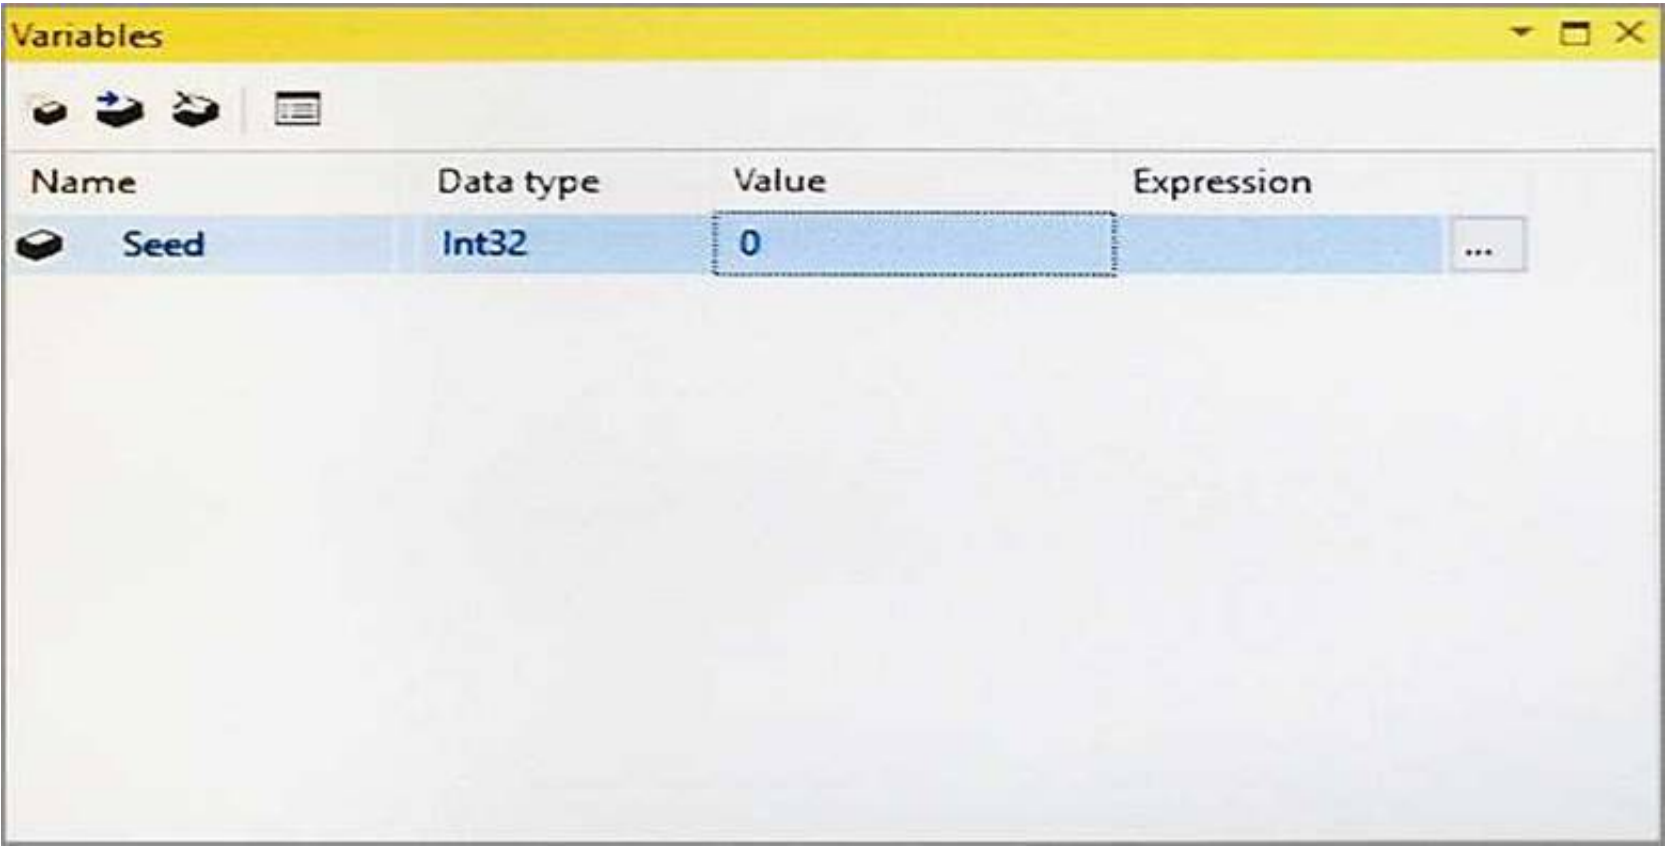 Variables
Name Data type Value Expression
Seed Int32 0 ...